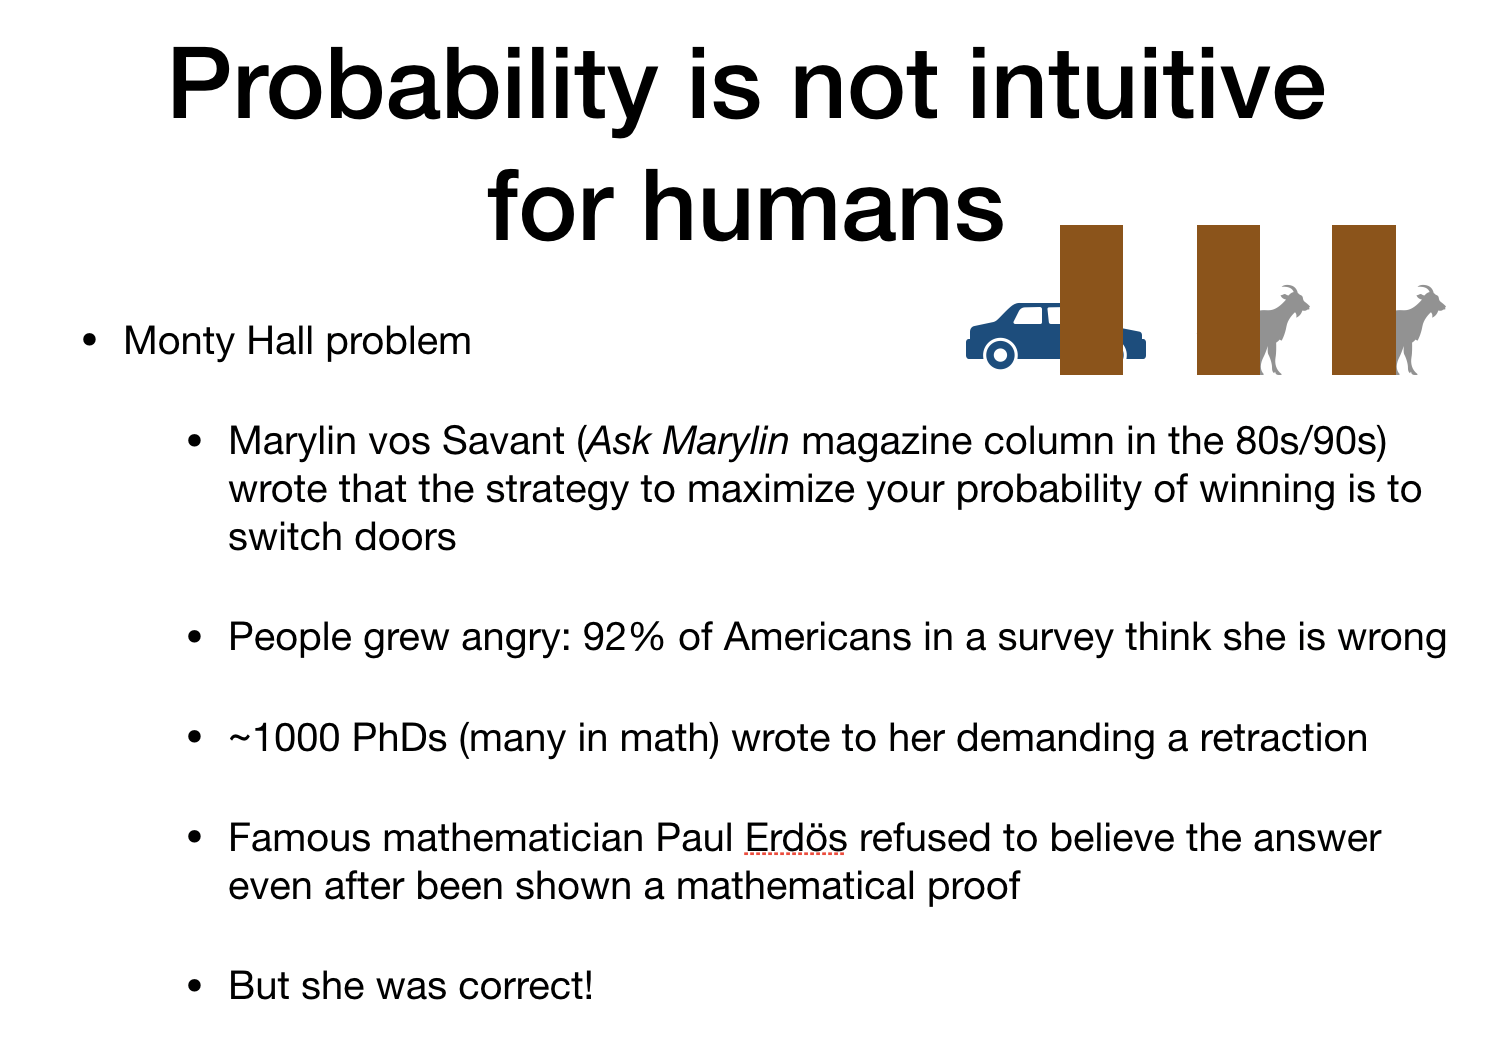 Probability is not intuitive
for humans
• Monty Hall problem
• Marylin vos Savant (Ask Marylin magazine column in the 80s/90s)
wrote that the strategy to maximize your probability of winning is to
switch doors
• People grew angry: 92% of Americans in a survey think she is wrong
• ~1000 PhDs (many in math) wrote to her demanding a retraction
• Famous mathematician Paul Erdös refused to believe the answer
even after been shown a mathematical proof
• But she was correct!